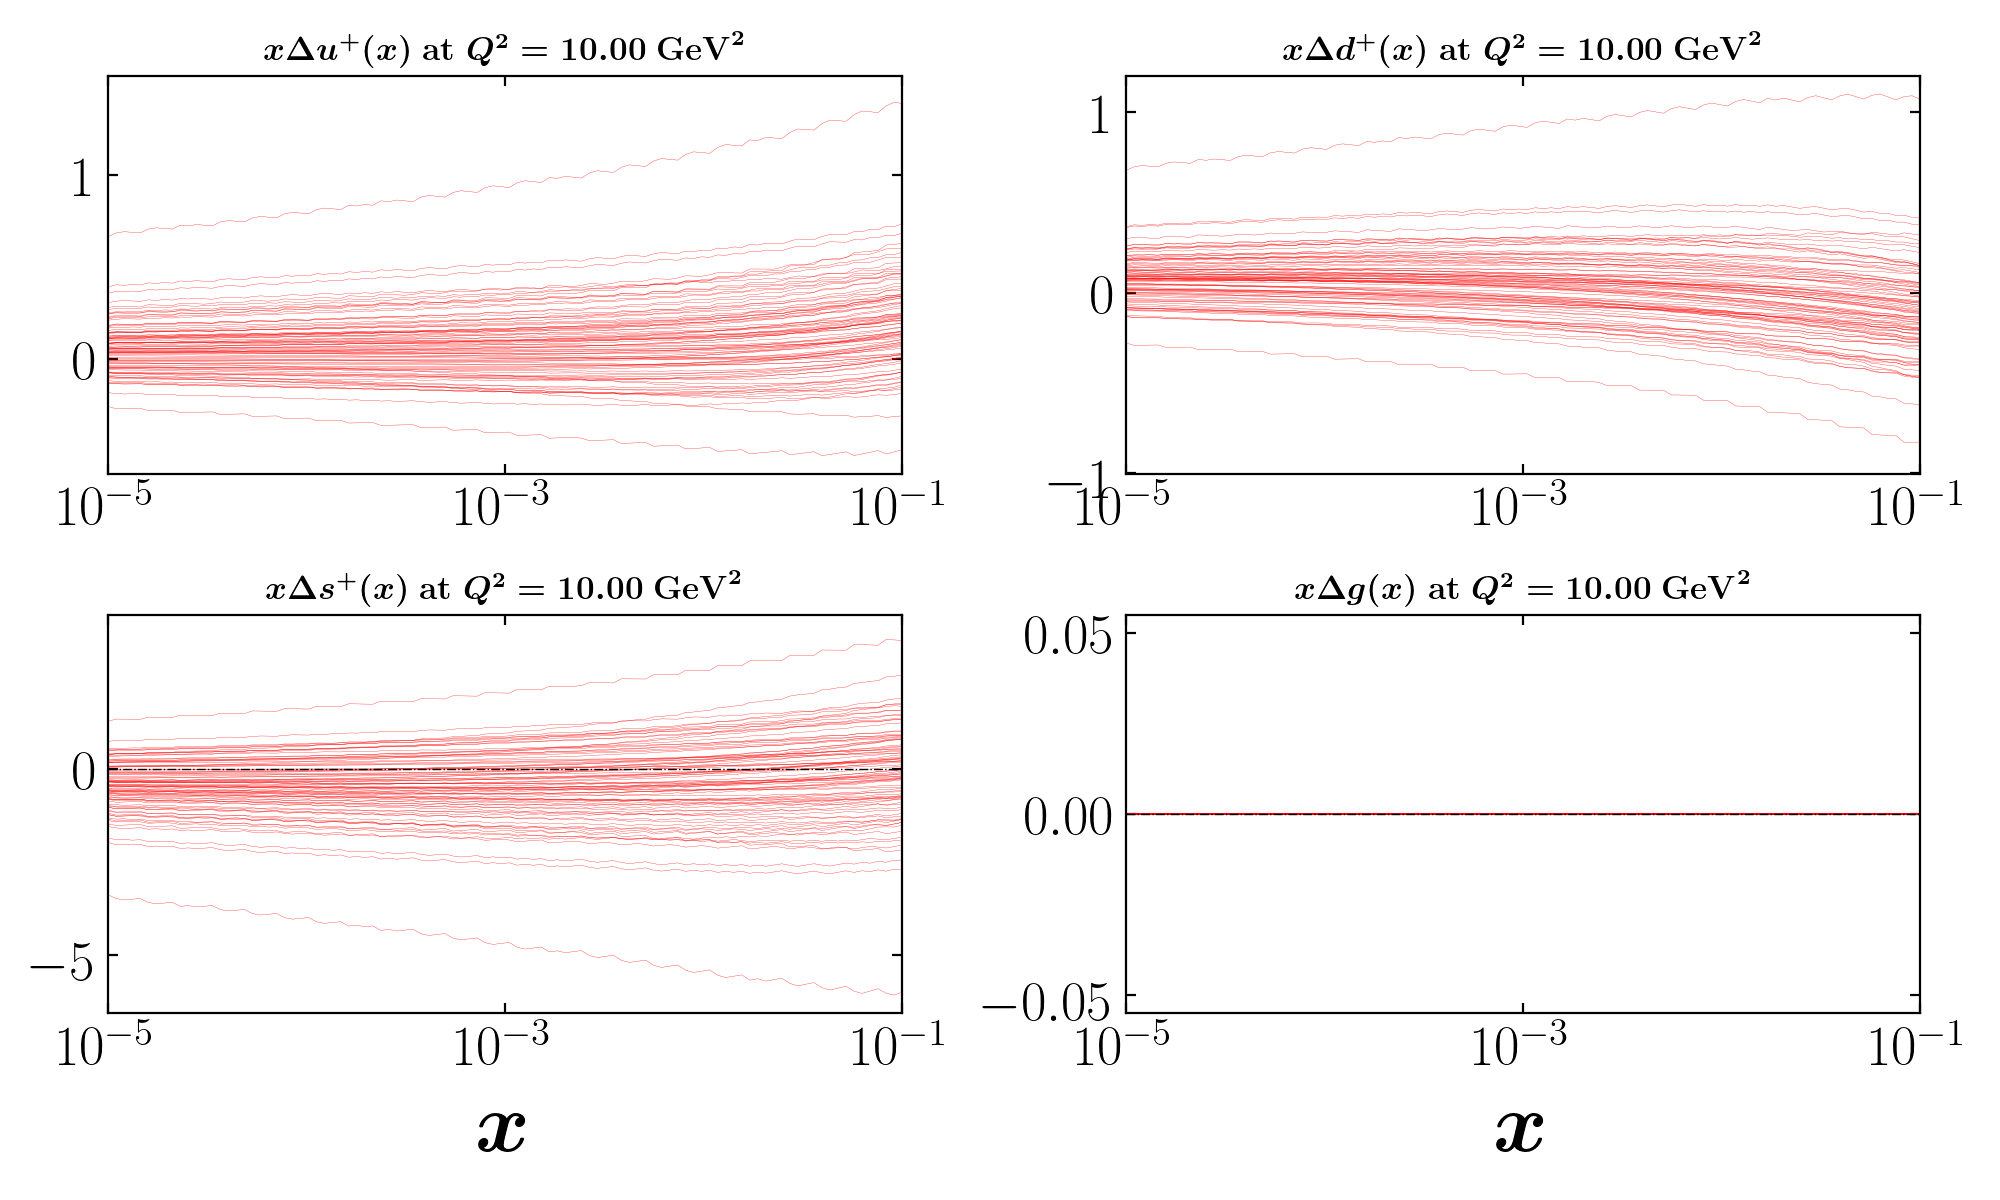 xΔu⁺(x) at Q² = 10.00 GeV²
xΔd⁺(x) at Q² = 10.00 GeV²
1
0
10⁻⁵ 10⁻³ 10⁻¹
1
0
−1
10⁻⁵ 10⁻³ 10⁻¹
xΔs⁺(x) at Q² = 10.00 GeV²
xΔg(x) at Q² = 10.00 GeV²
0
−5
10⁻⁵ 10⁻³ 10⁻¹
x
0.05
0.00
−0.05
10⁻⁵ 10⁻³ 10⁻¹
x